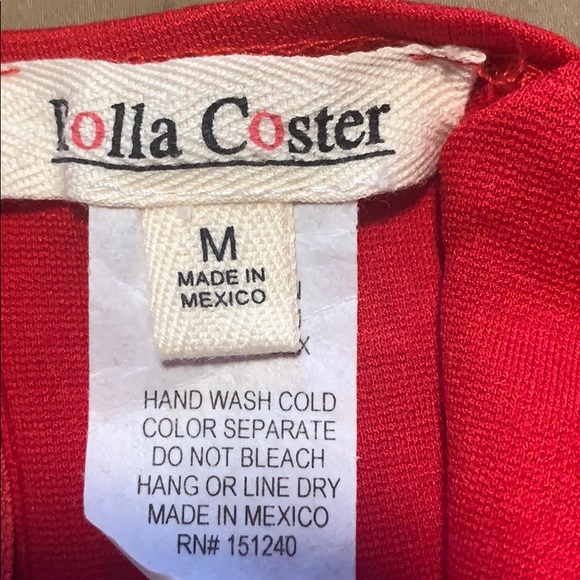 Rolla Coster
M
MADE IN
MEXICO
X
HAND WASH COLD
COLOR SEPARATE
DO NOT BLEACH
HANG OR LINE DRY
MADE IN MEXICO
RN# 151240